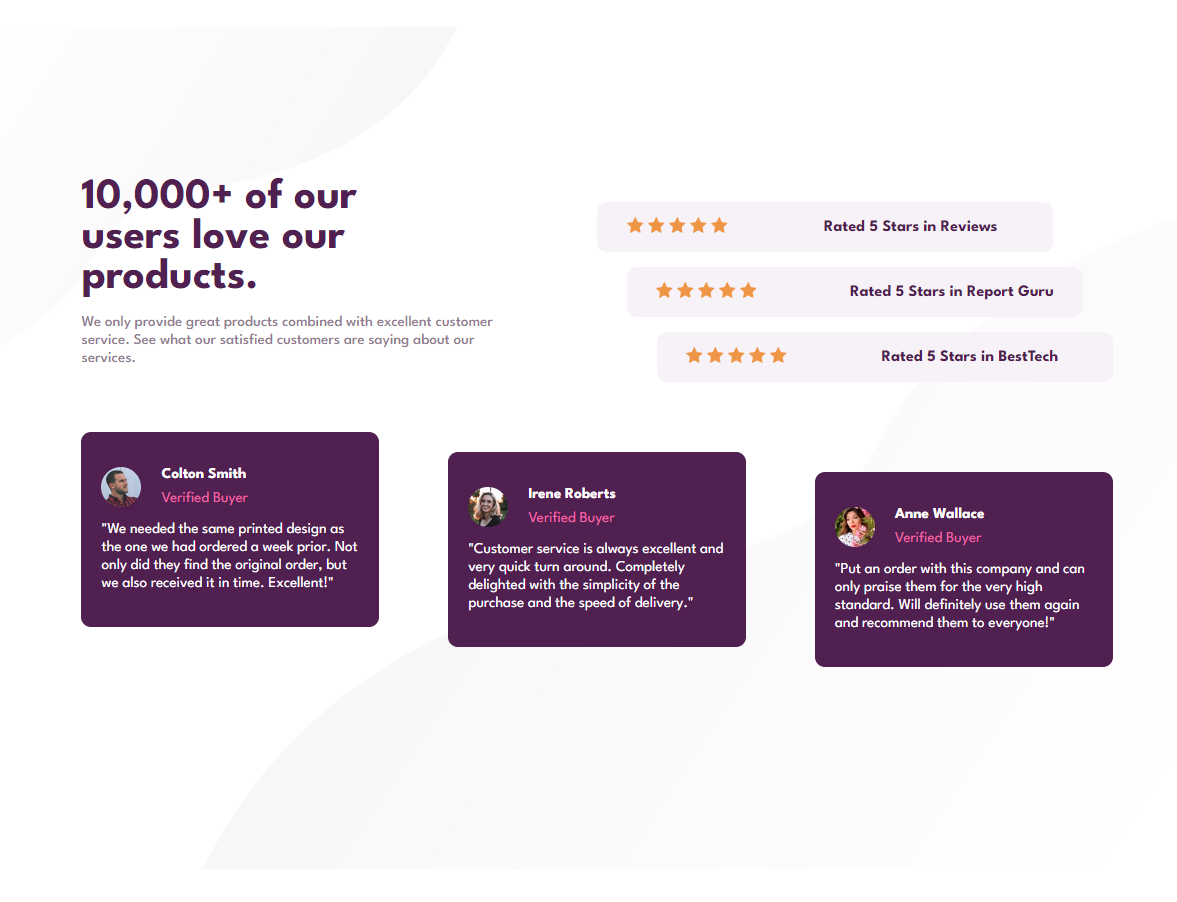 10,000+ of our
users love our
products.
We only provide great products combined with excellent customer
service. See what our satisfied customers are saying about our
services.
Rated 5 Stars in Reviews
Rated 5 Stars in Report Guru
Rated 5 Stars in BestTech
Colton Smith
Verified Buyer
"We needed the same printed design as
the one we had ordered a week prior. Not
only did they find the original order, but
we also received it in time. Excellent!"
Irene Roberts
Verified Buyer
"Customer service is always excellent and
very quick turn around. Completely
delighted with the simplicity of the
purchase and the speed of delivery."
Anne Wallace
Verified Buyer
"Put an order with this company and can
only praise them for the very high
standard. Will definitely use them again
and recommend them to everyone!"